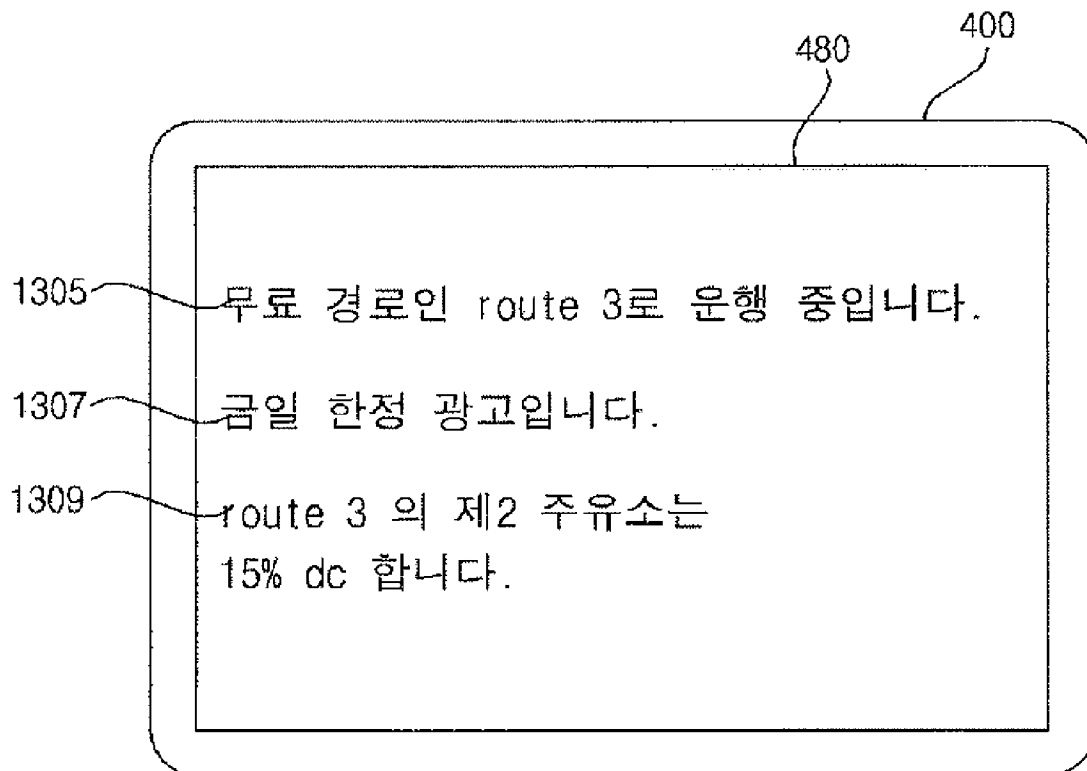 400
480
1305
무료 경로인 route 3로 운행 중입니다.
1307
금일 한정 광고입니다.
1309
route 3 의 제2 주유소는
15% dc 합니다.